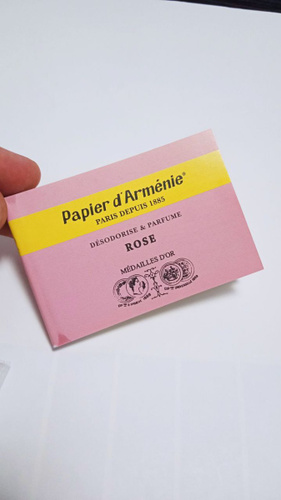 Papier d'Arménie®
PARIS DEPUIS 1885
DÉSODORISE & PARFUME
ROSE
MÉDAILLES D'OR